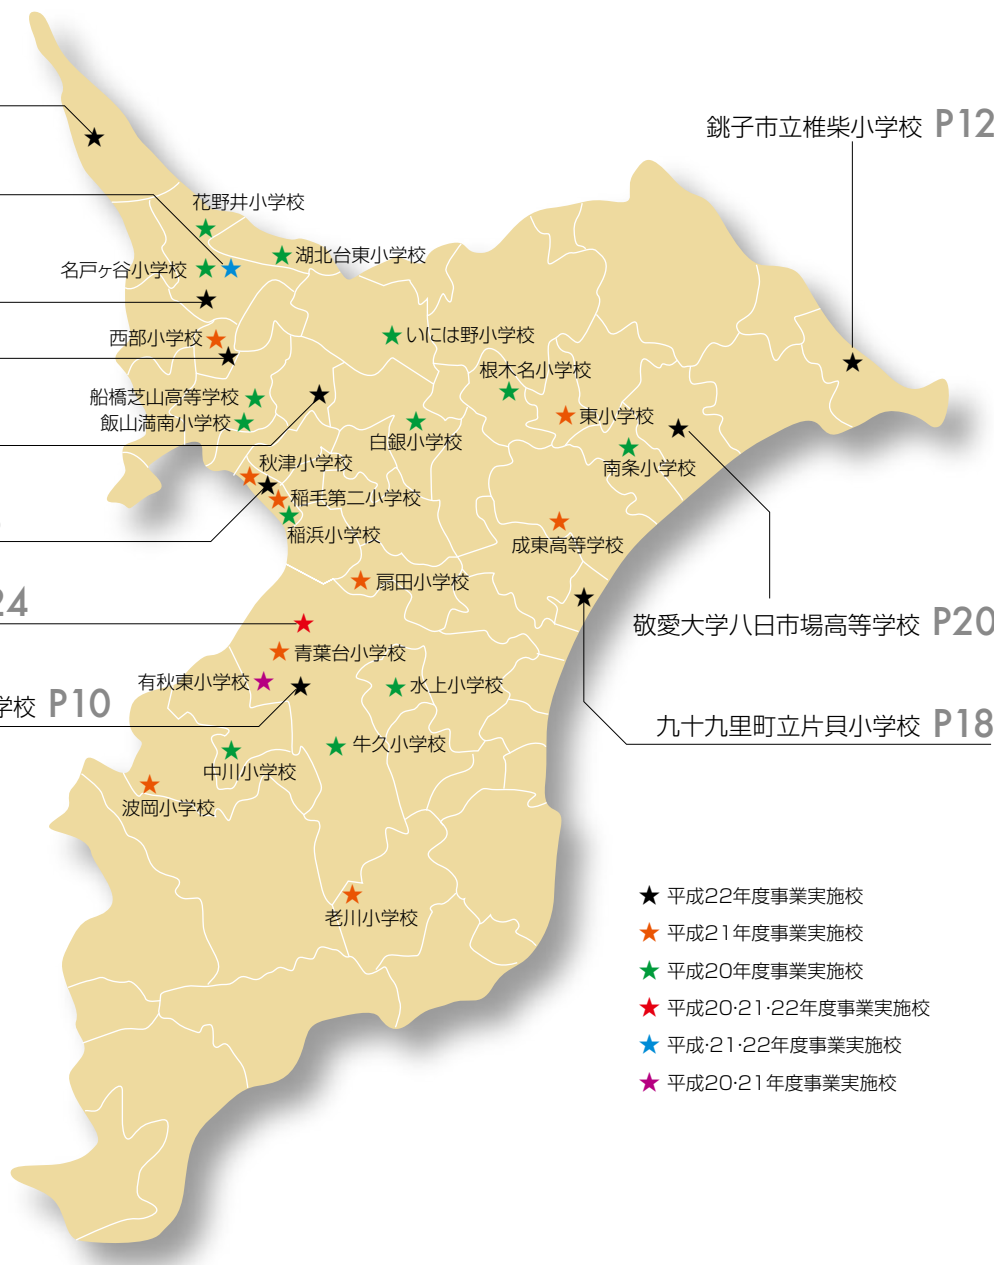 銚子市立椎柴小学校 P12
花野井小学校
湖北台東小学校
名戸ヶ谷小学校
西部小学校
いには野小学校
根木名小学校
船橋芝山高等学校
飯山満南小学校
東小学校
白銀小学校
南条小学校
秋津小学校
稲毛第二小学校
稲浜小学校
成東高等学校
扇田小学校
24
敬愛大学八日市場高等学校 P20
青葉台小学校
有秋東小学校
水上小学校
学校 P10
九十九里町立片貝小学校 P18
牛久小学校
中川小学校
波岡小学校
老川小学校
★ 平成22年度事業実施校
★ 平成21年度事業実施校
★ 平成20年度事業実施校
★ 平成20·21·22年度事業実施校
★ 平成·21·22年度事業実施校
★ 平成20·21年度事業実施校